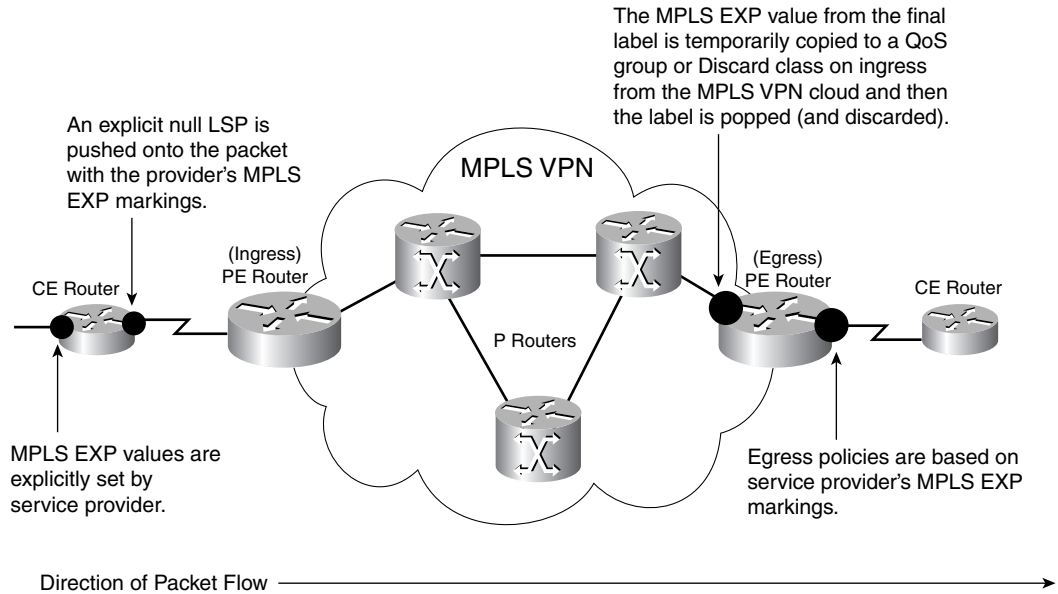 The MPLS EXP value from the final
label is temporarily copied to a QoS
group or Discard class on ingress
from the MPLS VPN cloud and then
the label is popped (and discarded).
An explicit null LSP is
pushed onto the packet
with the provider's MPLS
EXP markings.
MPLS VPN
(Ingress)
PE Router
(Egress)
PE Router
CE Router
CE Router
P Routers
MPLS EXP values are
explicitly set by
service provider.
Egress policies are based on
service provider's MPLS EXP
markings.
Direction of Packet Flow